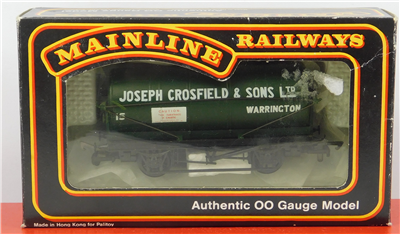 MAINLINE
RAILWAYS
JOSEPH CROSFIELD & SONS LTD
WARRINGTON
Authentic OO Gauge Model
Made in Hong Kong for Palitoy